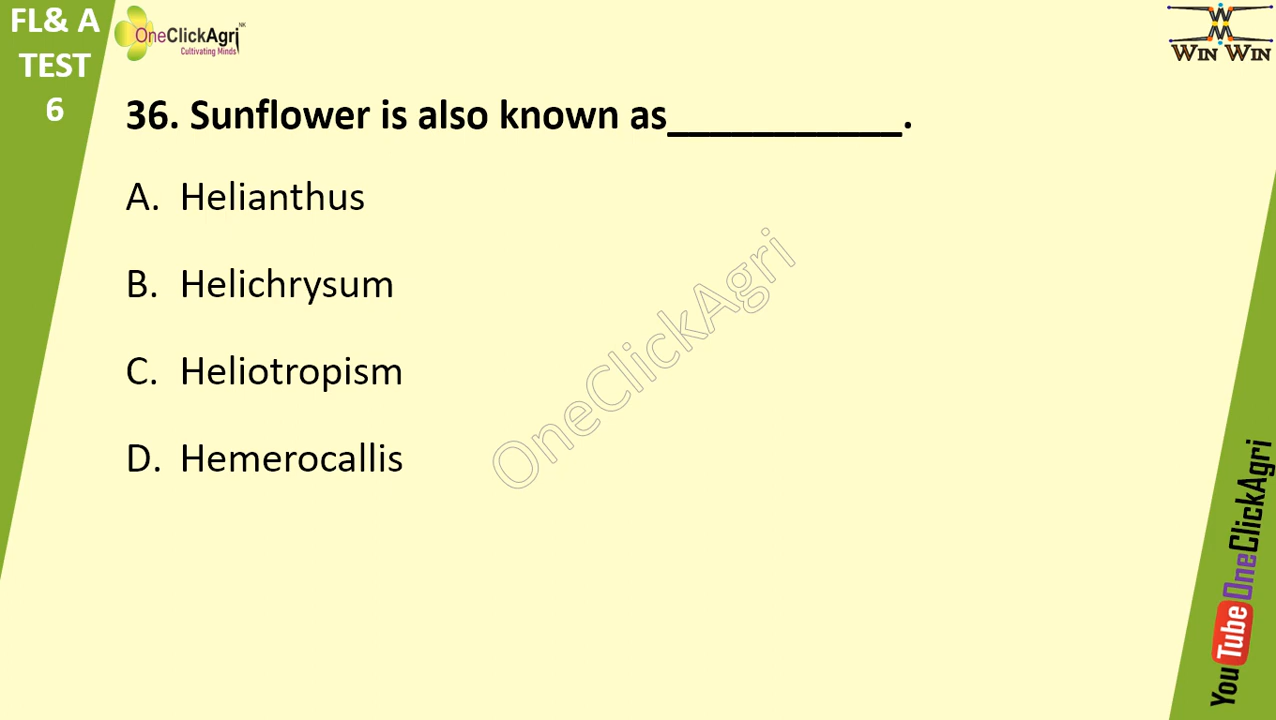 FL& A
TEST
6
OneClickAgri NK
Cultivating Minds
WIN WIN
36. Sunflower is also known as___________.
A. Helianthus
B. Helichrysum
C. Heliotropism
D. Hemerocallis
OneClickAgri
YouTube OneClickAgri